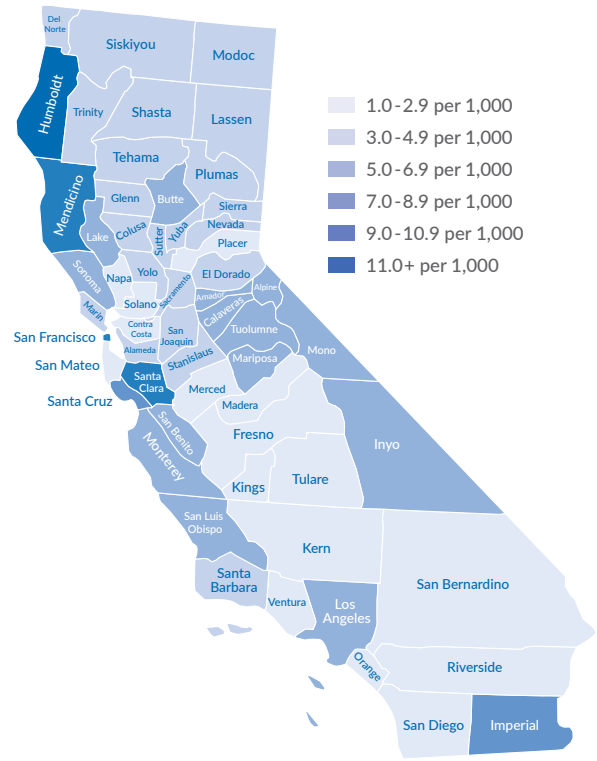 Del
Norte
Siskiyou
Modoc
Humboldt
Trinity
Shasta
Lassen
1.0-2.9 per 1,000
3.0-4.9 per 1,000
5.0-6.9 per 1,000
7.0-8.9 per 1,000
9.0-10.9 per 1,000
11.0+ per 1,000
Tehama
Plumas
Mendicino
Glenn
Butte
Sierra
Lake
Colusa
Sutter
Yuba
Nevada
Placer
Sonoma
Napa
Yolo
Sacramento
El Dorado
Alpine
Amador
Marin
Solano
Calaveras
Tuolumne
Contra
Costa
San
Joaquin
Mono
San Francisco
Alameda
Stanislaus
Mariposa
San Mateo
Santa
Clara
Merced
Santa Cruz
Madera
San Benito
Fresno
Monterey
Inyo
Kings
Tulare
San Luis
Obispo
Kern
Santa
Barbara
San Bernardino
Ventura
Los
Angeles
Orange
Riverside
San Diego
Imperial